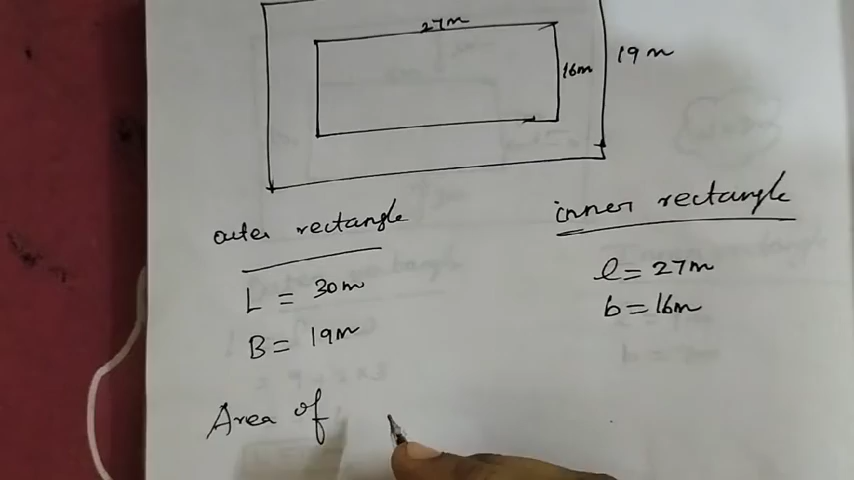 27m
16m
19m
outer rectangle
L = 30m
B = 19m
inner rectangle
l = 27m
b = 16m
Area of